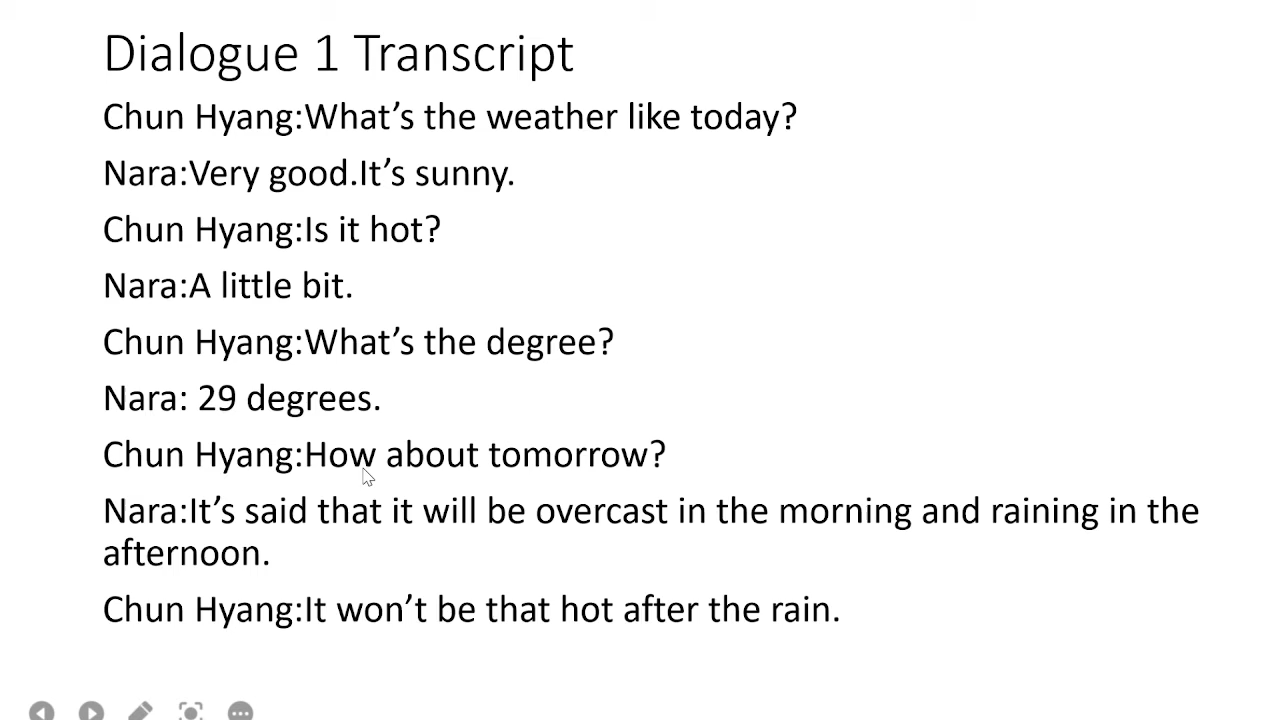 Dialogue 1 Transcript
Chun Hyang:What’s the weather like today?
Nara:Very good.It’s sunny.
Chun Hyang:Is it hot?
Nara:A little bit.
Chun Hyang:What’s the degree?
Nara: 29 degrees.
Chun Hyang:How about tomorrow?
Nara:It’s said that it will be overcast in the morning and raining in the
afternoon.
Chun Hyang:It won’t be that hot after the rain.